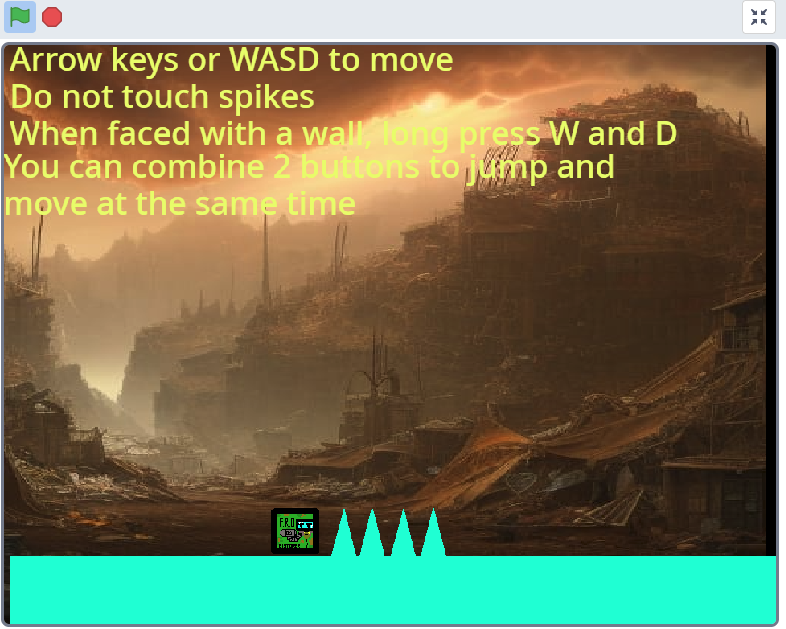 Arrow keys or WASD to move
Do not touch spikes
When faced with a wall, long press W and D
You can combine 2 buttons to jump and
move at the same time